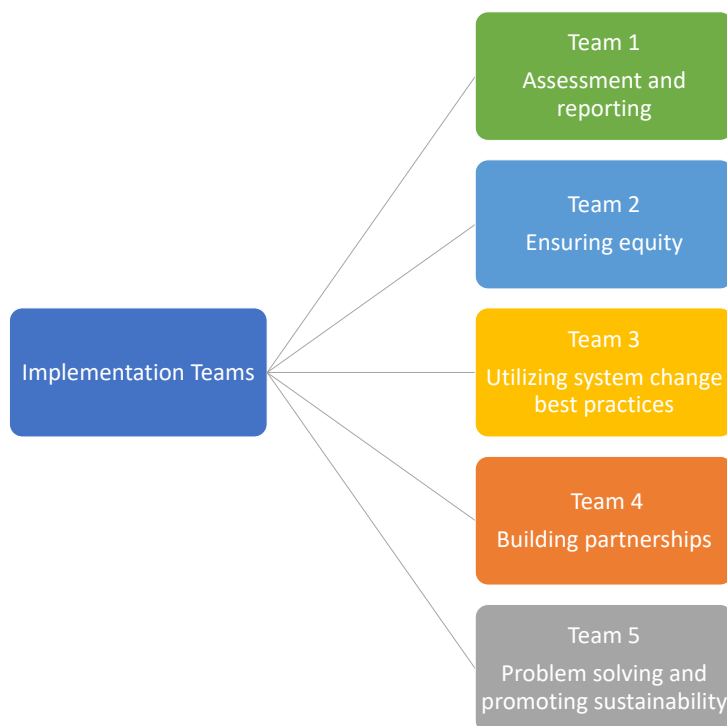 Team 1
Assessment and
reporting
Team 2
Ensuring equity
Implementation Teams
Team 3
Utilizing system change
best practices
Team 4
Building partnerships
Team 5
Problem solving and
promoting sustainability